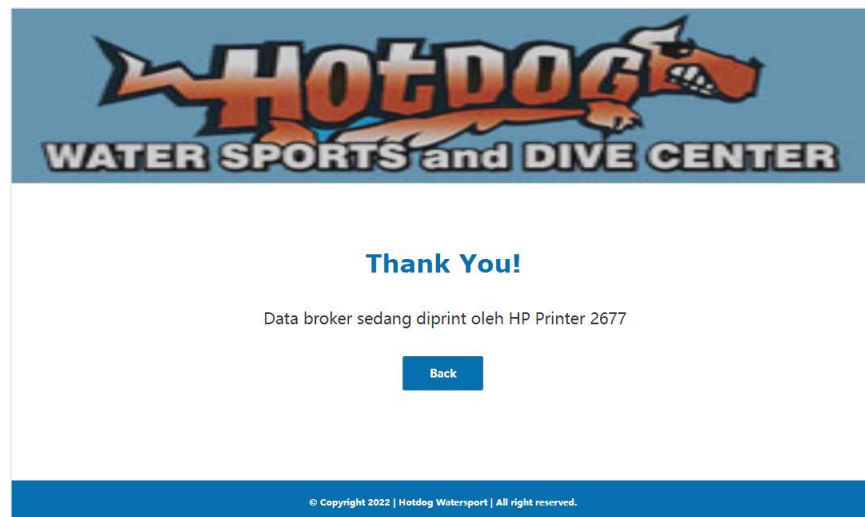 HOTDOG
WATER SPORTS and DIVE CENTER
Thank You!
Data broker sedang diprint oleh HP Printer 2677
Back
© Copyright 2022 | Hotdog Watersport | All right reserved.